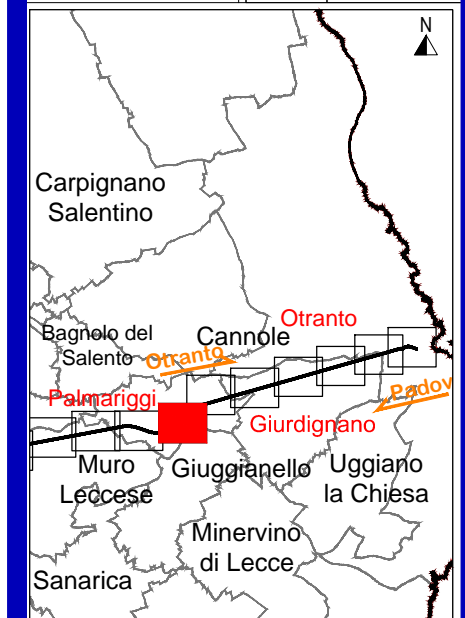 N
Carpignano
Salentino
Otranto
Bagnolo del
Salento
Cannole
Otranto
Palmariggi
Padov
Giurdignano
Muro
Leccese
Giuggianello
Uggiano
la Chiesa
Minervino
di Lecce
Sanarica